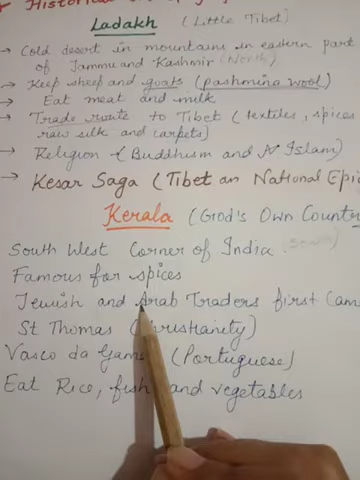 Historical
Ladakh (Little Tibet)
→ Cold desert in mountains in eastern part
of Jammu and Kashmir (North)
→ Keep sheep and goats (pashmina wool)
→ Eat meat and milk
→ Trade route to Tibet (textiles, spices
raw silk and carpets)
→ Religion - (Buddhism and Islam)
→ Kesar Saga (Tibetan National Epic
Kerala (God's Own Country
South West Corner of India (South)
Famous for spices
Jewish and Arab Traders first Cam
St Thomas (Christianity)
Vasco da Gama (Portuguese)
Eat Rice, fish and vegetables